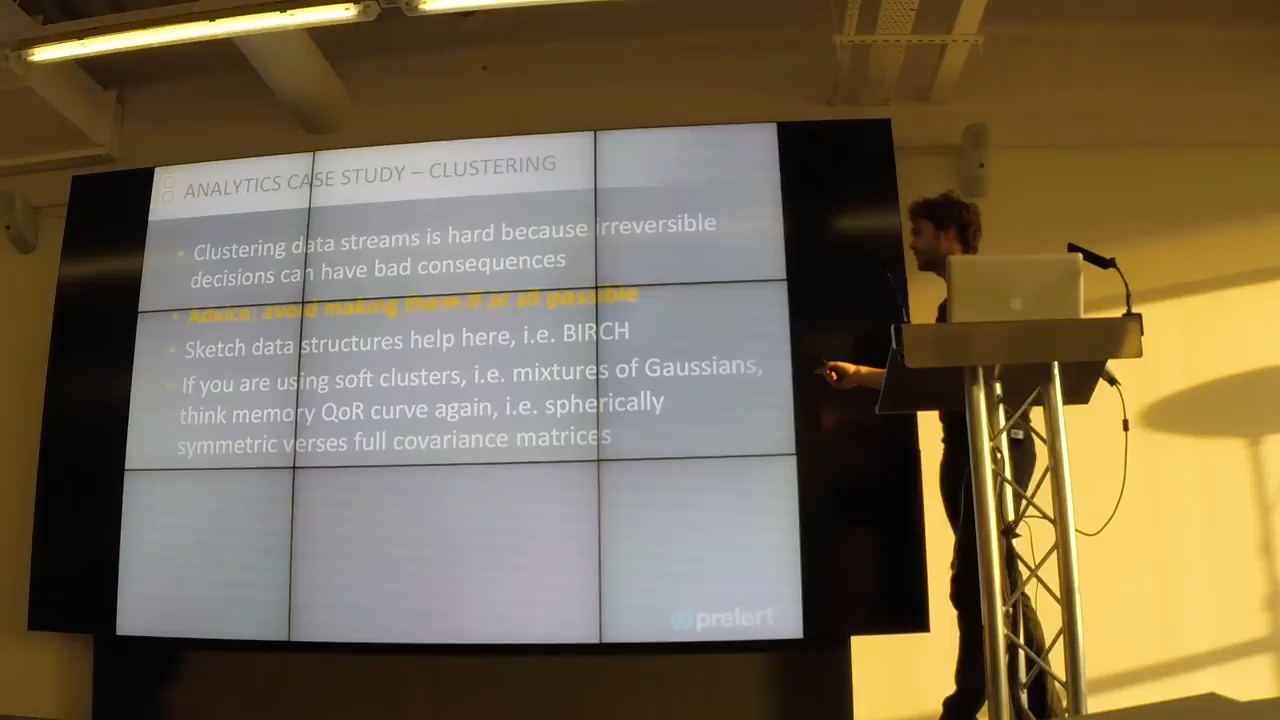 ANALYTICS CASE STUDY – CLUSTERING
Clustering data streams is hard because irreversible
decisions can have bad consequences
Advice: avoid making them if at all possible
Sketch data structures help here, i.e. BIRCH
If you are using soft clusters, i.e. mixtures of Gaussians,
think memory QoR curve again, i.e. spherically
symmetric verses full covariance matrices
prelert